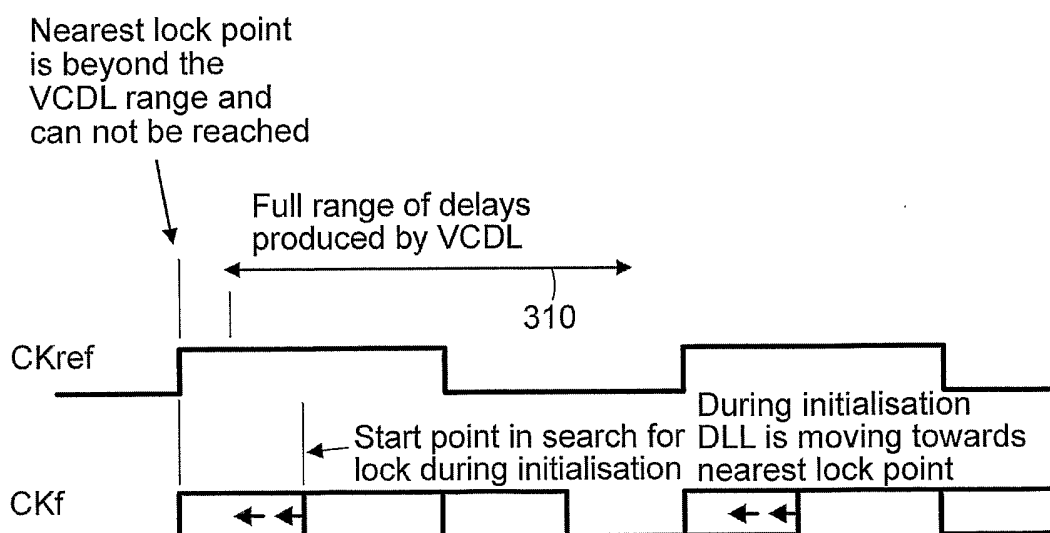 Nearest lock point
is beyond the
VCDL range and
can not be reached
Full range of delays
produced by VCDL
310
CKref
Start point in search for
lock during initialisation
During initialisation
DLL is moving towards
nearest lock point
CKf